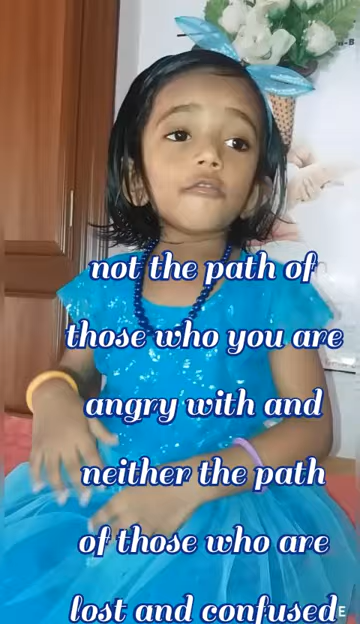 not the path of
those who you are
angry with and
neither the path
of those who are
lost and confused